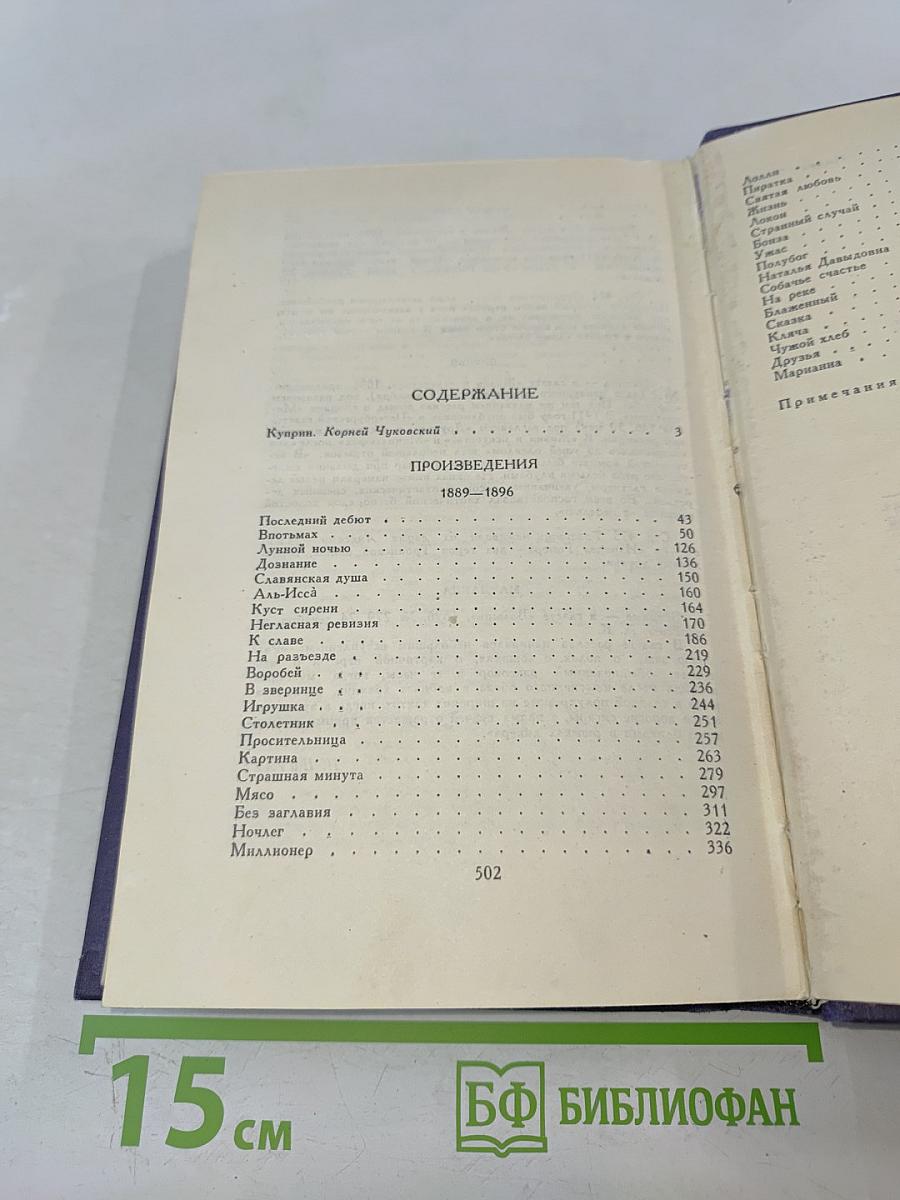 СОДЕРЖАНИЕ
Куприн. Корней Чуковский . . . . . . . . . . . . 3
ПРОИЗВЕДЕНИЯ
1889—1896
Последний дебют . . . . . . . . . . . . . . . 43
Впотьмах . . . . . . . . . . . . . . . . . . 50
Лунной ночью . . . . . . . . . . . . . . . . 126
Дознание . . . . . . . . . . . . . . . . . . 136
Славянская душа . . . . . . . . . . . . . . . 150
Аль-Исса̀ . . . . . . . . . . . . . . . . . . 160
Куст сирени . . . . . . . . . . . . . . . . . 164
Негласная ревизия . . . . . . . . . . . . . . 170
К славе . . . . . . . . . . . . . . . . . . . 186
На разъезде . . . . . . . . . . . . . . . . . 219
Воробей . . . . . . . . . . . . . . . . . . . 229
В зверинце . . . . . . . . . . . . . . . . . 236
Игрушка . . . . . . . . . . . . . . . . . . . 244
Столетник . . . . . . . . . . . . . . . . . . 251
Просительница . . . . . . . . . . . . . . . . 257
Картина . . . . . . . . . . . . . . . . . . . 263
Страшная минута . . . . . . . . . . . . . . . 279
Мясо . . . . . . . . . . . . . . . . . . . . 297
Без заглавия . . . . . . . . . . . . . . . . 311
Ночлег . . . . . . . . . . . . . . . . . . . 322
Миллионер . . . . . . . . . . . . . . . . . . 336
502
Лолли . . . .
Пиратка . . . .
Святая любовь . . .
Жизнь . . . .
Локон . . . .
Странный случай . .
Бонза . . . .
Ужас . . . .
Полубог . . . .
Наталья Давыдовна
Собачье счастье . .
На реке . . . .
Блаженный . . .
Сказка . . . .
Кляча . . . .
Чужой хлеб . . .
Друзья . . . .
Марианна . . .
Примечания
15 см
БФ БИБЛИОФАН